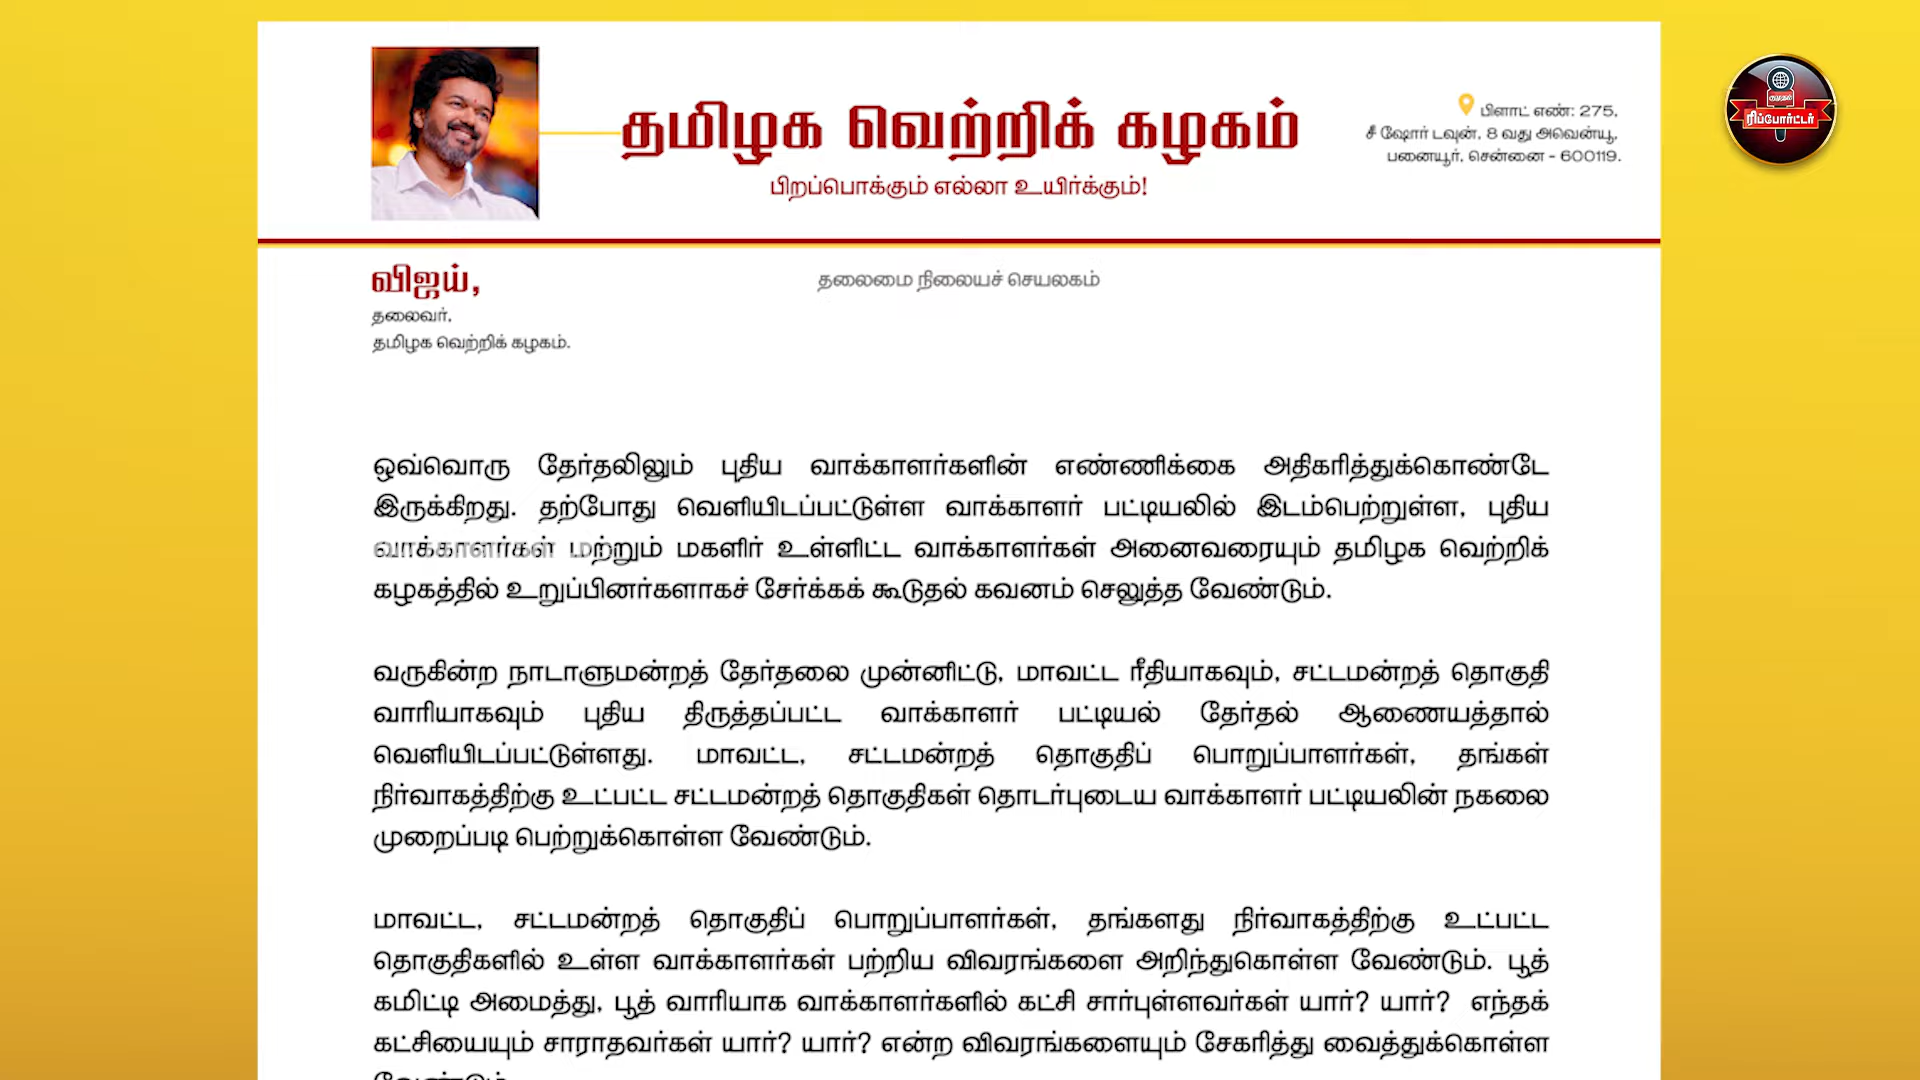 தமிழக வெற்றிக் கழகம்
பிறப்பொக்கும் எல்லா உயிர்க்கும்!
பிளாட் எண்: 275,
சீ ஷோர் டவுன், 8 வது அவென்யூ,
பனையூர், சென்னை - 600119.
ரிப்போர்ட்டர்
விஜய்,
தலைவர்,
தமிழக வெற்றிக் கழகம்.
தலைமை நிலையச் செயலகம்
ஒவ்வொரு தேர்தலிலும் புதிய வாக்காளர்களின் எண்ணிக்கை அதிகரித்துக்கொண்டே
இருக்கிறது. தற்போது வெளியிடப்பட்டுள்ள வாக்காளர் பட்டியலில் இடம்பெற்றுள்ள, புதிய
வாக்காளர்கள் மற்றும் மகளிர் உள்ளிட்ட வாக்காளர்கள் அனைவரையும் தமிழக வெற்றிக்
கழகத்தில் உறுப்பினர்களாகச் சேர்க்கக் கூடுதல் கவனம் செலுத்த வேண்டும்.
வருகின்ற நாடாளுமன்றத் தேர்தலை முன்னிட்டு, மாவட்ட ரீதியாகவும், சட்டமன்றத் தொகுதி
வாரியாகவும் புதிய திருத்தப்பட்ட வாக்காளர் பட்டியல் தேர்தல் ஆணையத்தால்
வெளியிடப்பட்டுள்ளது. மாவட்ட, சட்டமன்றத் தொகுதிப் பொறுப்பாளர்கள், தங்கள்
நிர்வாகத்திற்கு உட்பட்ட சட்டமன்றத் தொகுதிகள் தொடர்புடைய வாக்காளர் பட்டியலின் நகலை
முறைப்படி பெற்றுக்கொள்ள வேண்டும்.
மாவட்ட, சட்டமன்றத் தொகுதிப் பொறுப்பாளர்கள், தங்களது நிர்வாகத்திற்கு உட்பட்ட
தொகுதிகளில் உள்ள வாக்காளர்கள் பற்றிய விவரங்களை அறிந்துகொள்ள வேண்டும். பூத்
கமிட்டி அமைத்து, பூத் வாரியாக வாக்காளர்களில் கட்சி சார்புள்ளவர்கள் யார்? யார்? எந்தக்
கட்சியையும் சாராதவர்கள் யார்? யார்? என்ற விவரங்களையும் சேகரித்து வைத்துக்கொள்ள